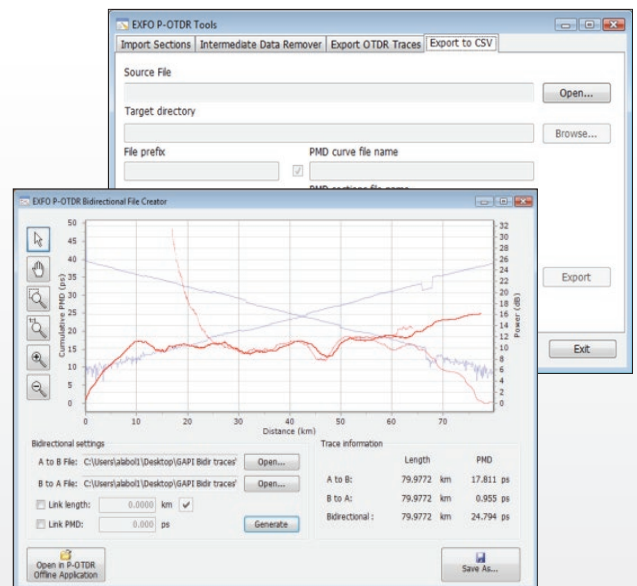 EXFO P-OTDR Tools
Import Sections Intermediate Data Remover Export OTDR Traces Export to CSV
Source File
Open...
Target directory
Browse...
File prefix PMD curve file name
Export
Exit
EXFO P-OTDR Bidirectional File Creator
50
45
40
35
30
25
20
15
10
5
0
Cumulative PMD (ps)
32
30
28
26
24
22
20
18
16
14
12
10
8
6
4
2
0
Power (dB)
0 10 20 30 40 50 60 70
Distance (km)
1:1
Bidirectional settings
A to B File: C:\Users\alabol1\Desktop\GAPI Bidr traces' Open...
B to A File: C:\Users\alabol1\Desktop\GAPI Bidr traces' Open...
Link length: 0.0000 km
Link PMD: 0.000 ps Generate
Trace information
Length PMD
A to B: 79.9772 km 17.811 ps
B to A: 79.9772 km 0.955 ps
Bidirectional : 79.9772 km 24.794 ps
Open in P-OTDR
Offline Application
Save As...